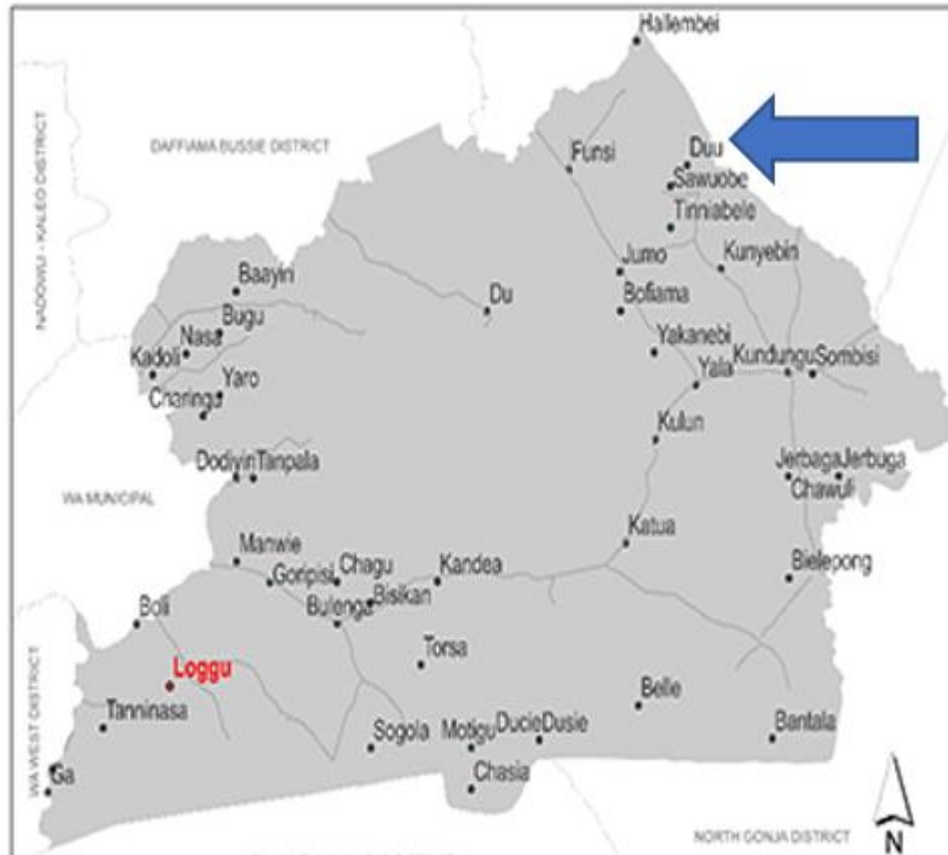 Hallembei
DAFFIAMA BUSSIE DISTRICT
NADOWLI - KALEO DISTRICT
Funsi
Duu
Sawuobe
Tinniabele
Jumo
Kunyebin
Baayiri
Du
Bofiama
Bugu
Nasa
Yakanebi
Kadoli
Yala
Kundungu
Sombisi
Yaro
Charingu
Kulun
Dodiyiri
Tanpala
Jerbaga
Jerbuga
Chawuli
WA MUNICIPAL
Katua
Manwie
Goripisi
Chagu
Kandea
Bielepong
Bisikan
Boli
Bulenga
Torsa
Loggu
WA WEST DISTRICT
Belle
Tanninasa
Sogola
Motigu
Ducie
Dusie
Bantala
Ga
Chasia
NORTH GONJA DISTRICT
N